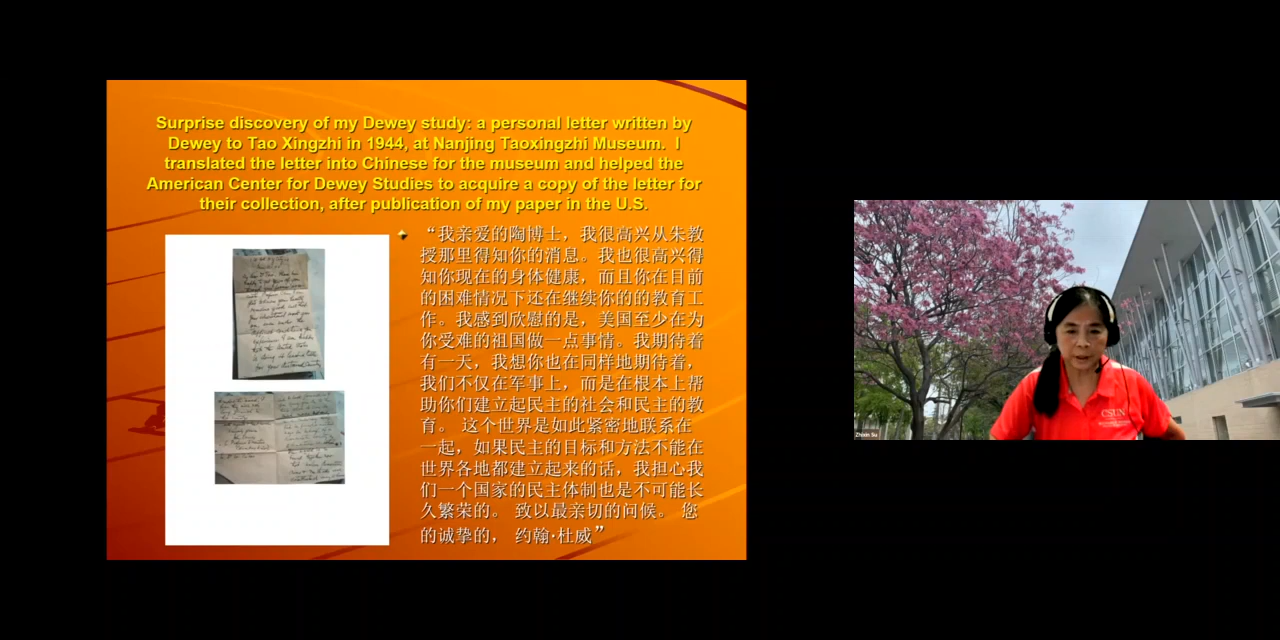 Surprise discovery of my Dewey study: a personal letter written by
Dewey to Tao Xingzhi in 1944, at Nanjing Taoxingzhi Museum. I
translated the letter into Chinese for the museum and helped the
American Center for Dewey Studies to acquire a copy of the letter for
their collection, after publication of my paper in the U.S.
“我亲爱的陶博士，我很高兴从朱教
授那里得知你的消息。我也很高兴得
知你现在的身体健康，而且你在目前
的困难情况下还在继续你的的教育工
作。我感到欣慰的是，美国至少在为
你受难的祖国做一点事情。我期待着
有一天，我想你也在同样地期待着，
我们不仅在军事上，而是在根本上帮
助你们建立起民主的社会和民主的教
育。 这个世界是如此紧密地联系在
一起，如果民主的目标和方法不能在
世界各地都建立起来的话，我担心我
们一个国家的民主体制也是不可能长
久繁荣的。 致以最亲切的问候。 您
的诚挚的， 约翰·杜威”
CSUN
Zhixin Su